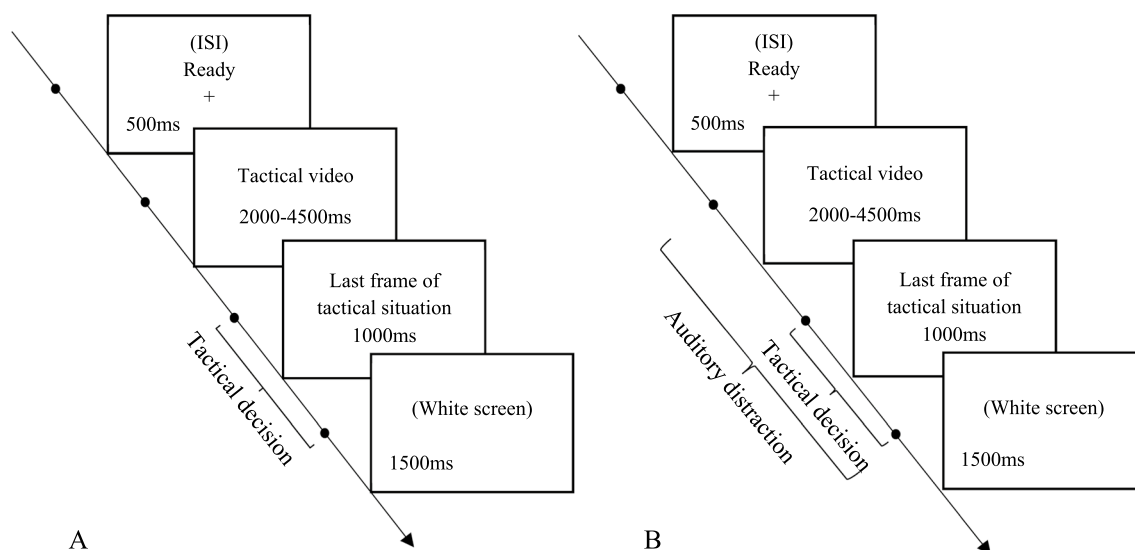 (ISI)
Ready
+
500ms
Tactical video
2000-4500ms
Last frame of
tactical situation
1000ms
(White screen)
1500ms
Tactical decision
A
(ISI)
Ready
+
500ms
Tactical video
2000-4500ms
Last frame of
tactical situation
1000ms
(White screen)
1500ms
Tactical decision
Auditory distraction
B